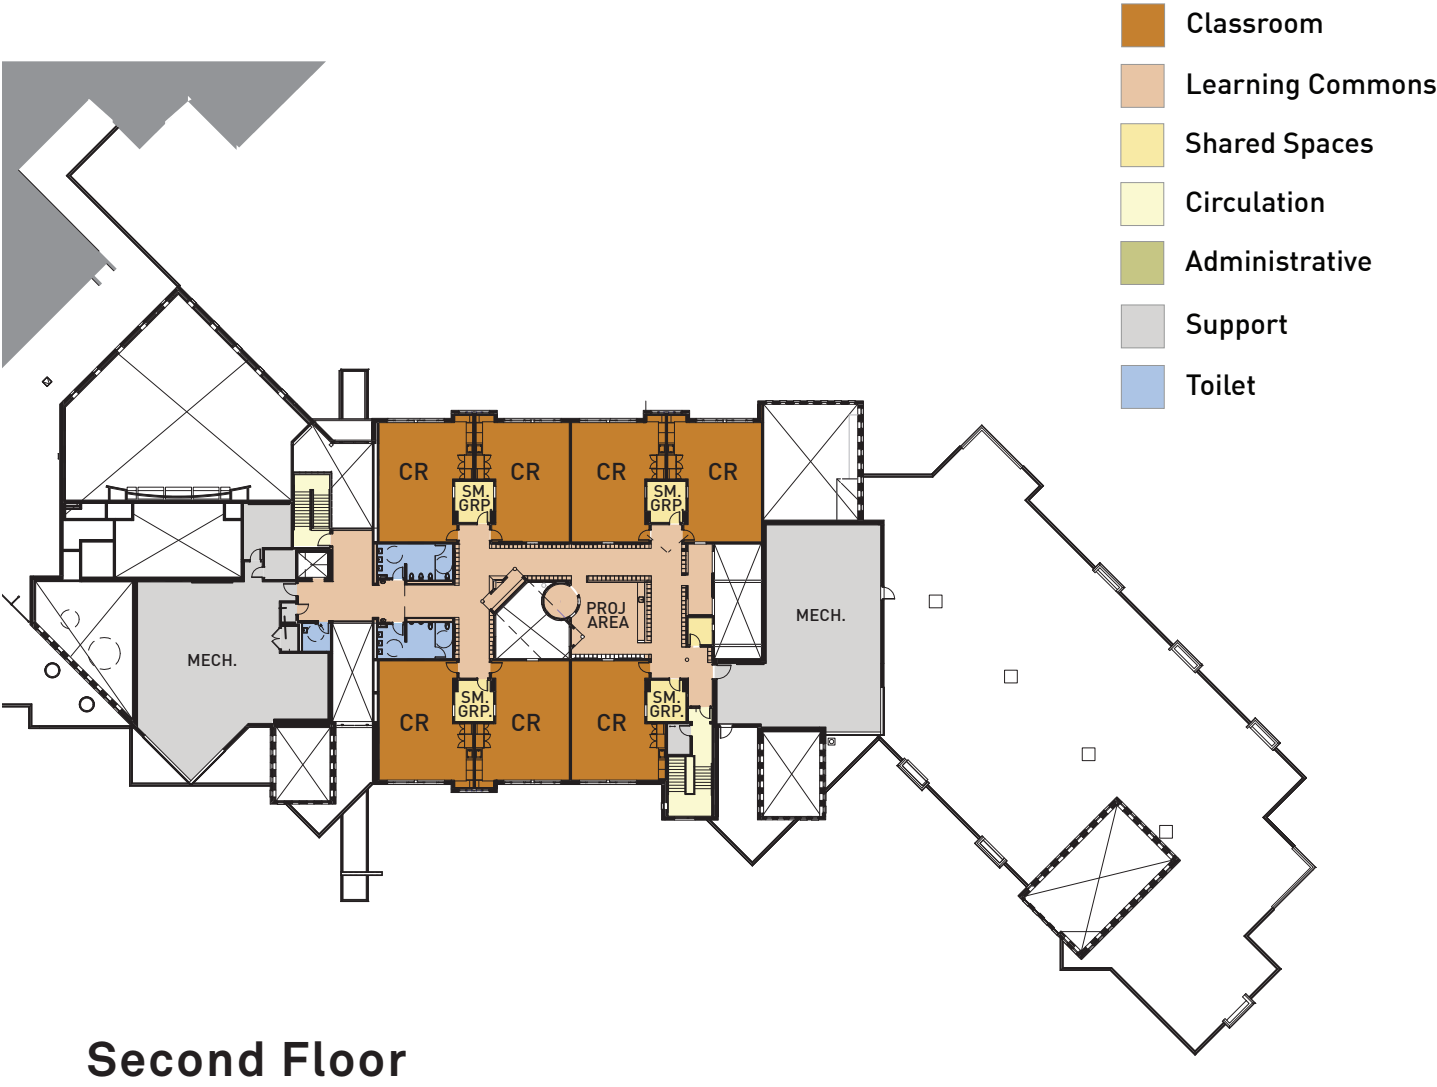 Classroom
Learning Commons
Shared Spaces
Circulation
Administrative
Support
Toilet
CR
CR
CR
CR
SM.
GRP.
SM.
GRP.
PROJ
AREA
MECH.
MECH.
SM.
GRP.
SM.
GRP.
CR
CR
CR
Second Floor